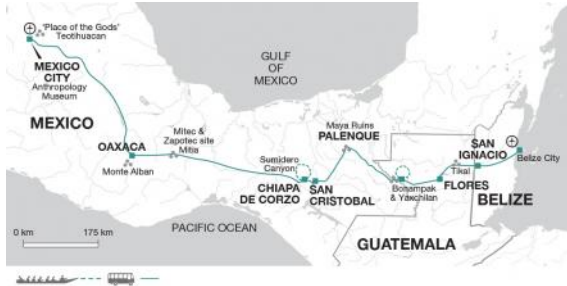 'Place of the Gods'
Teotihuacan
MEXICO
CITY
Anthropology
Museum
GULF
OF
MEXICO
MEXICO
OAXACA
Monte Alban
Mitec &
Zapotec site
Mitla
Sumidero
Canyon
CHIAPA
DE CORZO
SAN
CRISTOBAL
Maya Ruins
PALENQUE
Bonampak
& Yaxchilan
Tikal
FLORES
SAN
IGNACIO
Belize City
BELIZE
GUATEMALA
PACIFIC OCEAN
0 km 175 km